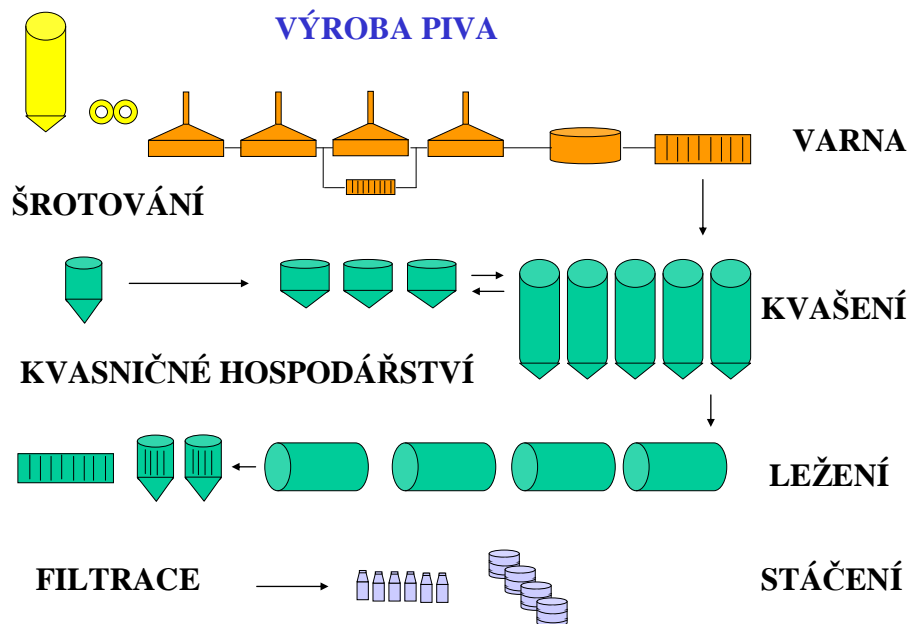 VÝROBA PIVA
VARNA
ŠROTOVÁNÍ
KVAŠENÍ
KVASNIČNÉ HOSPODÁŘSTVÍ
LEŽENÍ
FILTRACE
STÁČENÍ